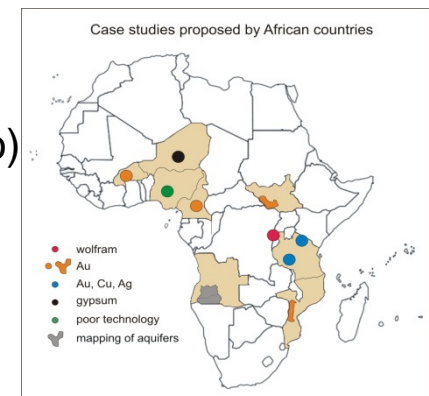 Case studies proposed by African countries
o)
wolfram
Au
Au, Cu, Ag
gypsum
poor technology
mapping of aquifers